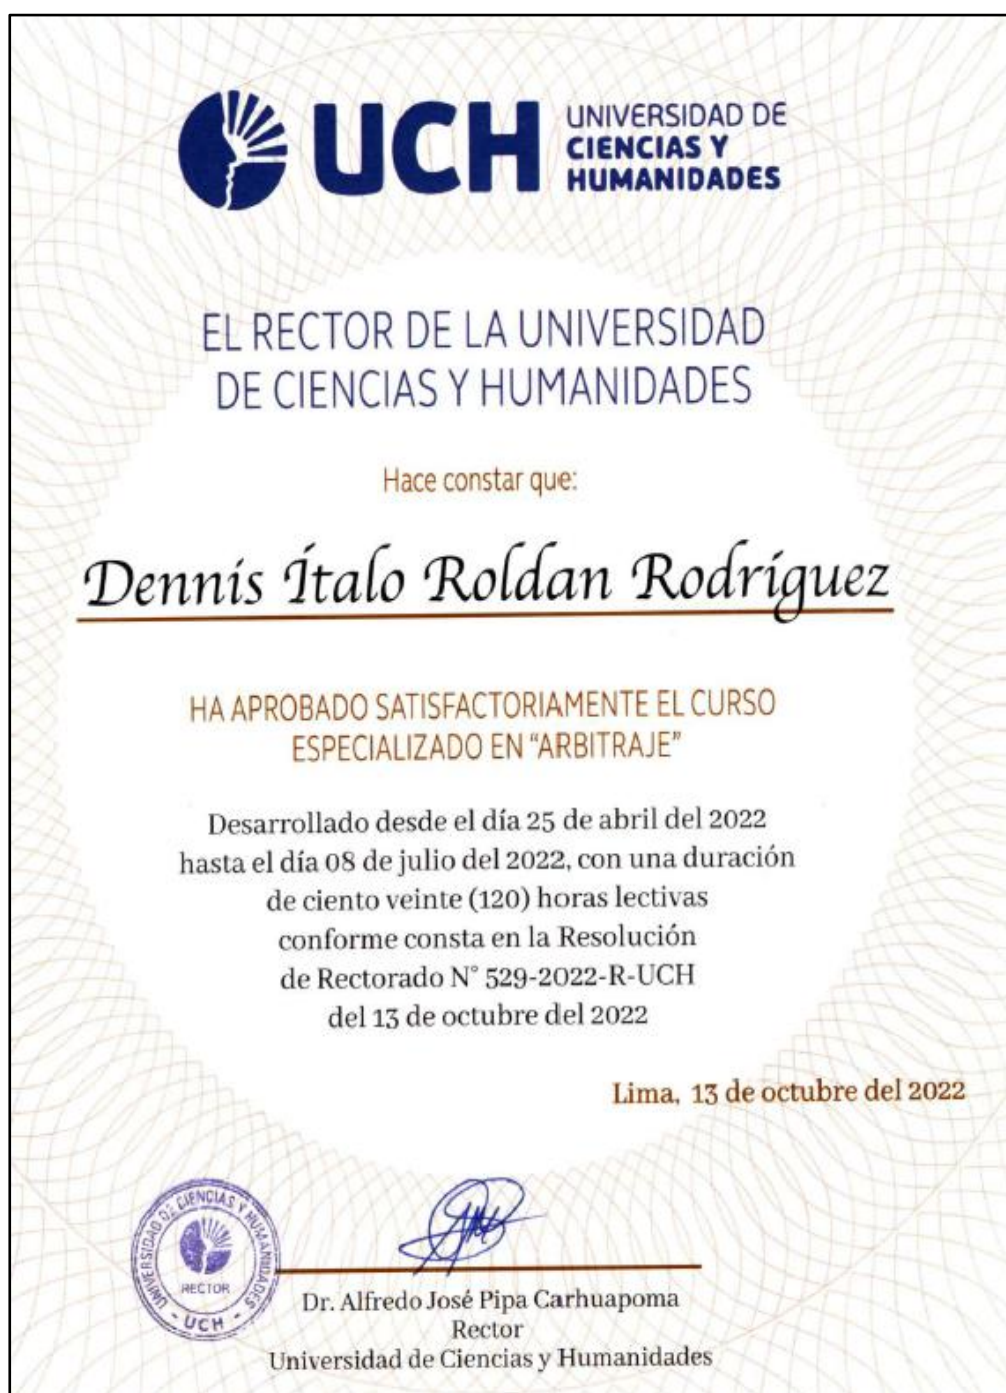 UCH
UNIVERSIDAD DE
CIENCIAS Y
HUMANIDADES
EL RECTOR DE LA UNIVERSIDAD
DE CIENCIAS Y HUMANIDADES
Hace constar que:
Dennis Ítalo Roldan Rodríguez
HA APROBADO SATISFACTORIAMENTE EL CURSO
ESPECIALIZADO EN “ARBITRAJE”
Desarrollado desde el día 25 de abril del 2022
hasta el día 08 de julio del 2022, con una duración
de ciento veinte (120) horas lectivas
conforme consta en la Resolución
de Rectorado N° 529-2022-R-UCH
del 13 de octubre del 2022
Lima, 13 de octubre del 2022
UNIVERSIDAD DE CIENCIAS Y HUMANIDADES
RECTOR
- UCH -
Dr. Alfredo José Pipa Carhuapoma
Rector
Universidad de Ciencias y Humanidades